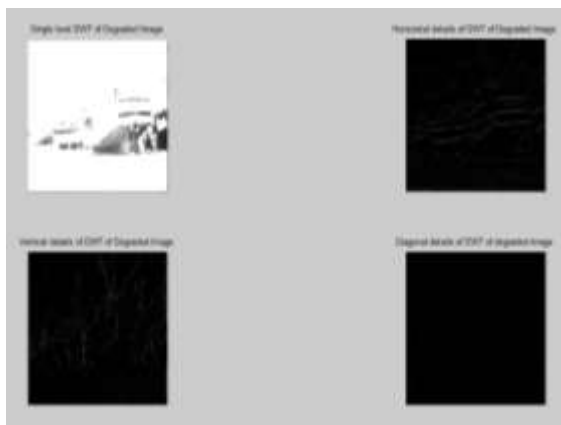 Single level DWT of Degraded Image
Horizontal details of DWT of Degraded Image
Vertical details of DWT of Degraded Image
Diagonal details of DWT of degraded Image